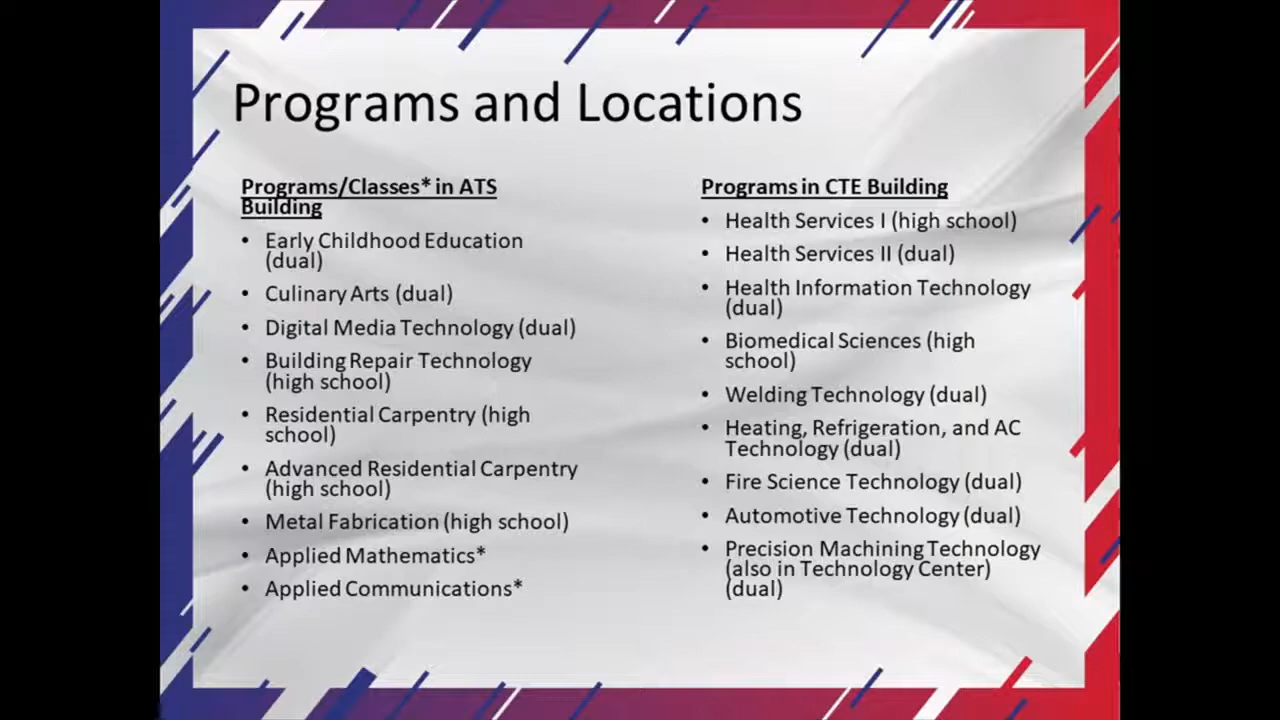 Programs and Locations
Programs/Classes* in ATS
Building
• Early Childhood Education
(dual)
• Culinary Arts (dual)
• Digital Media Technology (dual)
• Building Repair Technology
(high school)
• Residential Carpentry (high
school)
• Advanced Residential Carpentry
(high school)
• Metal Fabrication (high school)
• Applied Mathematics*
• Applied Communications*
Programs in CTE Building
• Health Services I (high school)
• Health Services II (dual)
• Health Information Technology
(dual)
• Biomedical Sciences (high
school)
• Welding Technology (dual)
• Heating, Refrigeration, and AC
Technology (dual)
• Fire Science Technology (dual)
• Automotive Technology (dual)
• Precision Machining Technology
(also in Technology Center)
(dual)